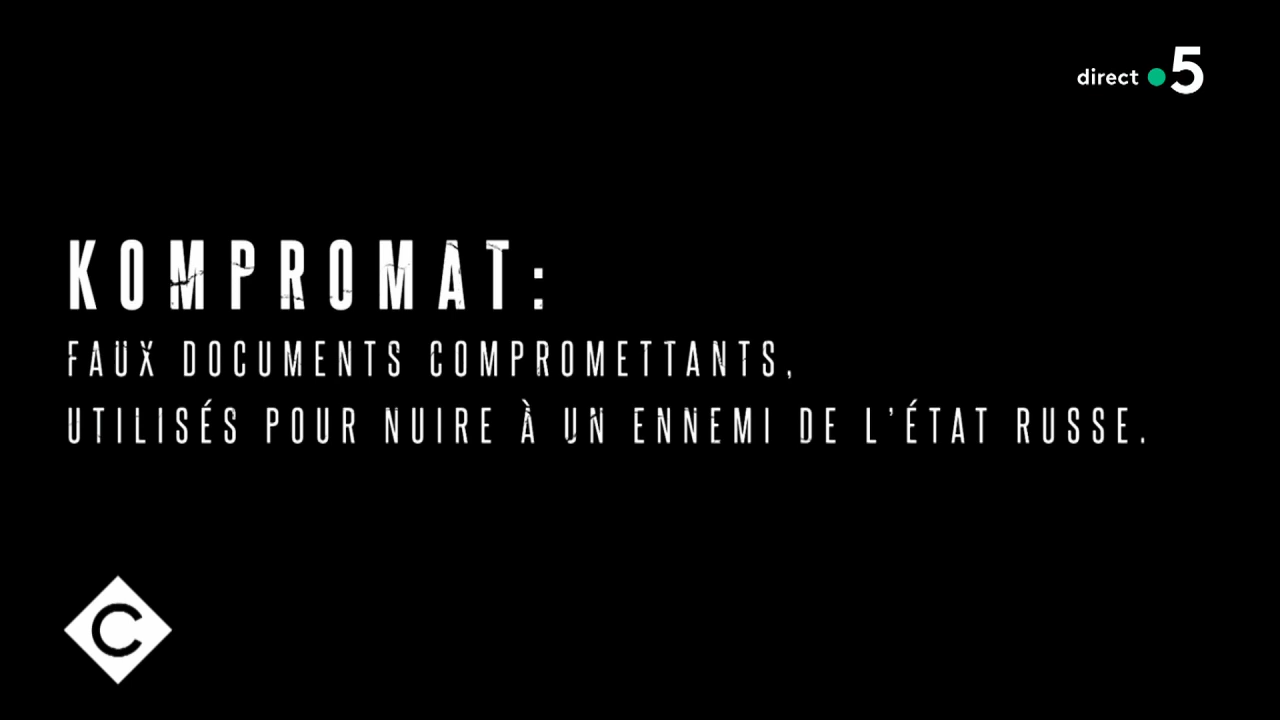 direct 5
KOMPROMAT:
FAUX DOCUMENTS COMPROMETTANTS,
UTILISÉS POUR NUIRE À UN ENNEMI DE L'ÉTAT RUSSE.
C